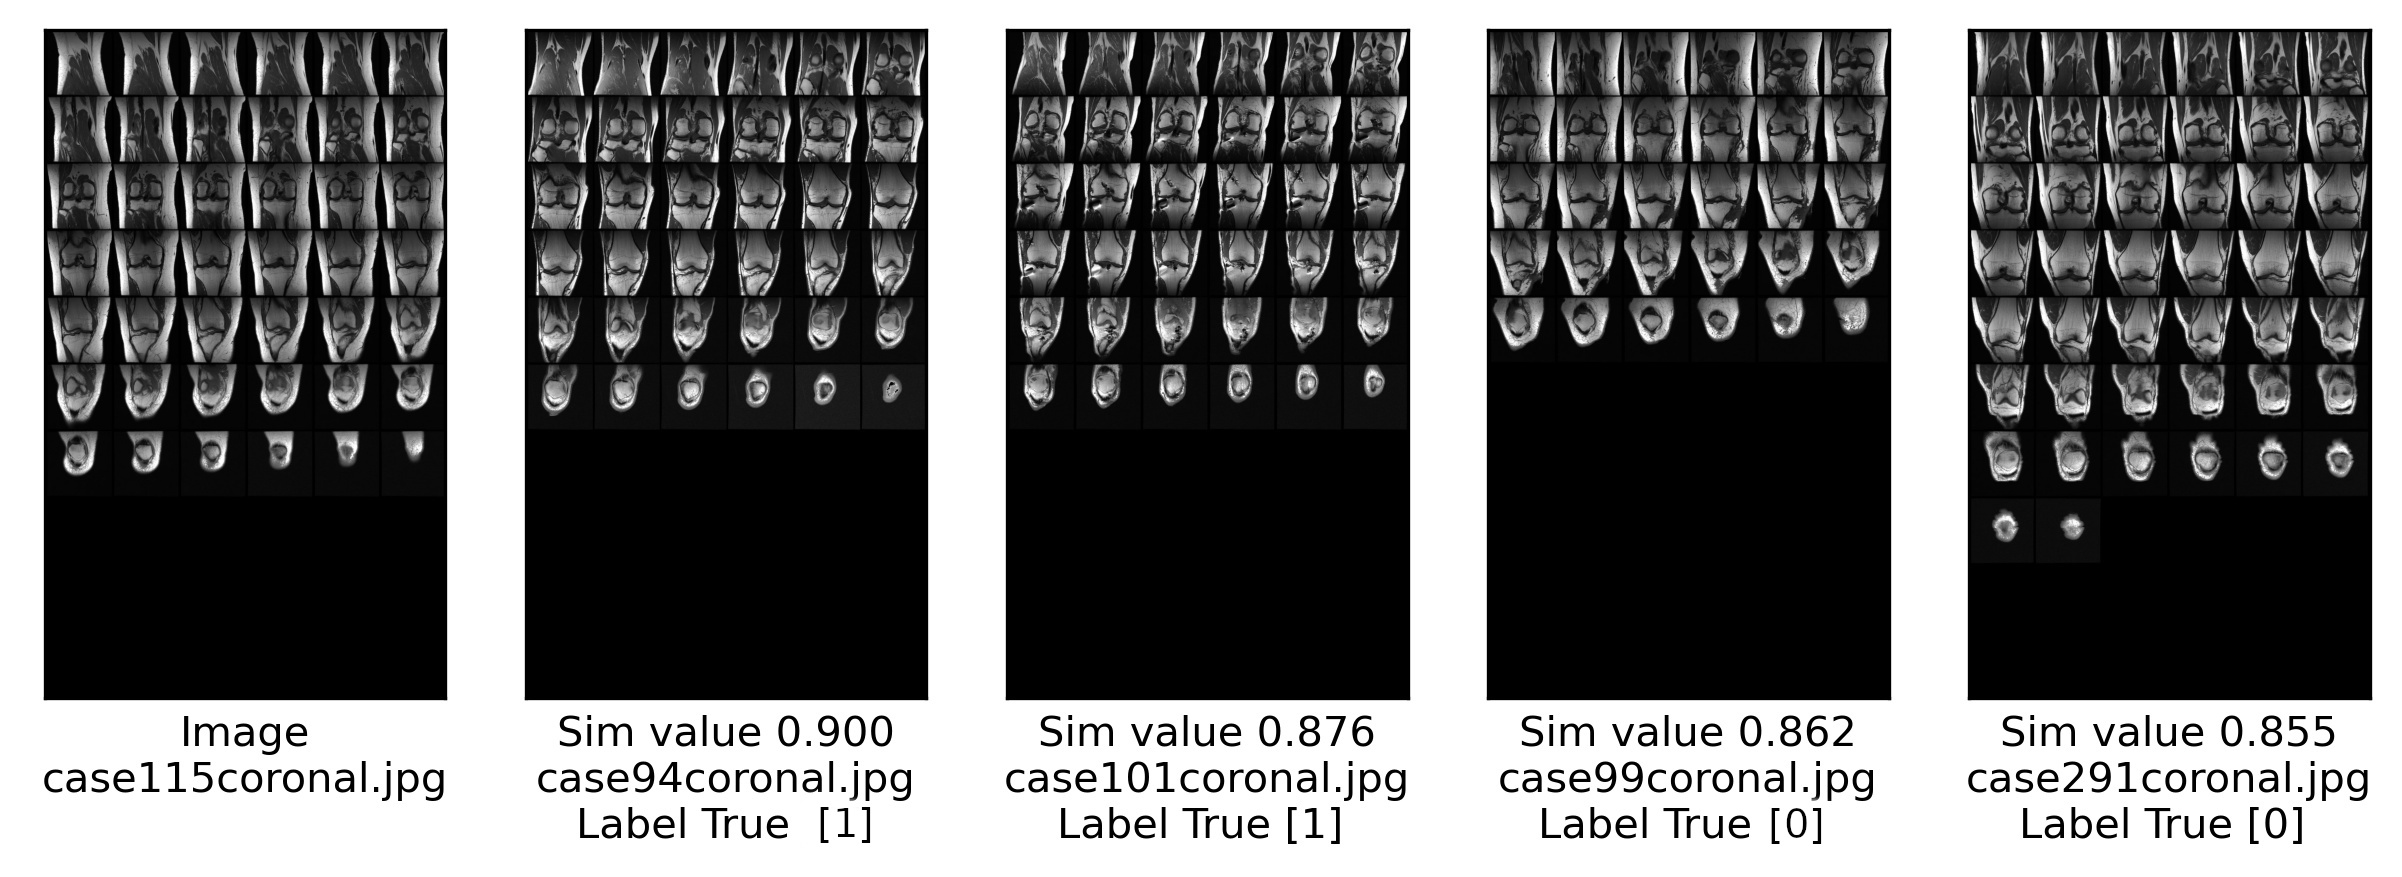 Image
case115coronal.jpg
Sim value 0.900
case94coronal.jpg
Label True  [1]
Sim value 0.876
case101coronal.jpg
Label True [1]
Sim value 0.862
case99coronal.jpg
Label True [0]
Sim value 0.855
case291coronal.jpg
Label True [0]